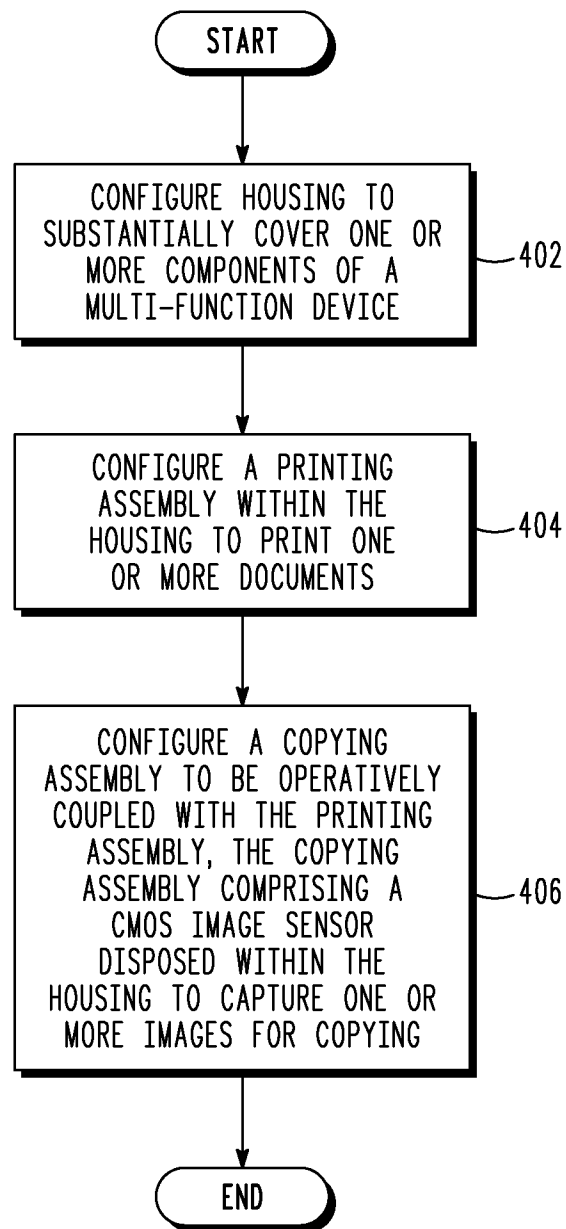 START
CONFIGURE HOUSING TO
SUBSTANTIALLY COVER ONE OR
MORE COMPONENTS OF A
MULTI-FUNCTION DEVICE
402
CONFIGURE A PRINTING
ASSEMBLY WITHIN THE
HOUSING TO PRINT ONE
OR MORE DOCUMENTS
404
CONFIGURE A COPYING
ASSEMBLY TO BE OPERATIVELY
COUPLED WITH THE PRINTING
ASSEMBLY, THE COPYING
ASSEMBLY COMPRISING A
CMOS IMAGE SENSOR
DISPOSED WITHIN THE
HOUSING TO CAPTURE ONE OR
MORE IMAGES FOR COPYING
406
END